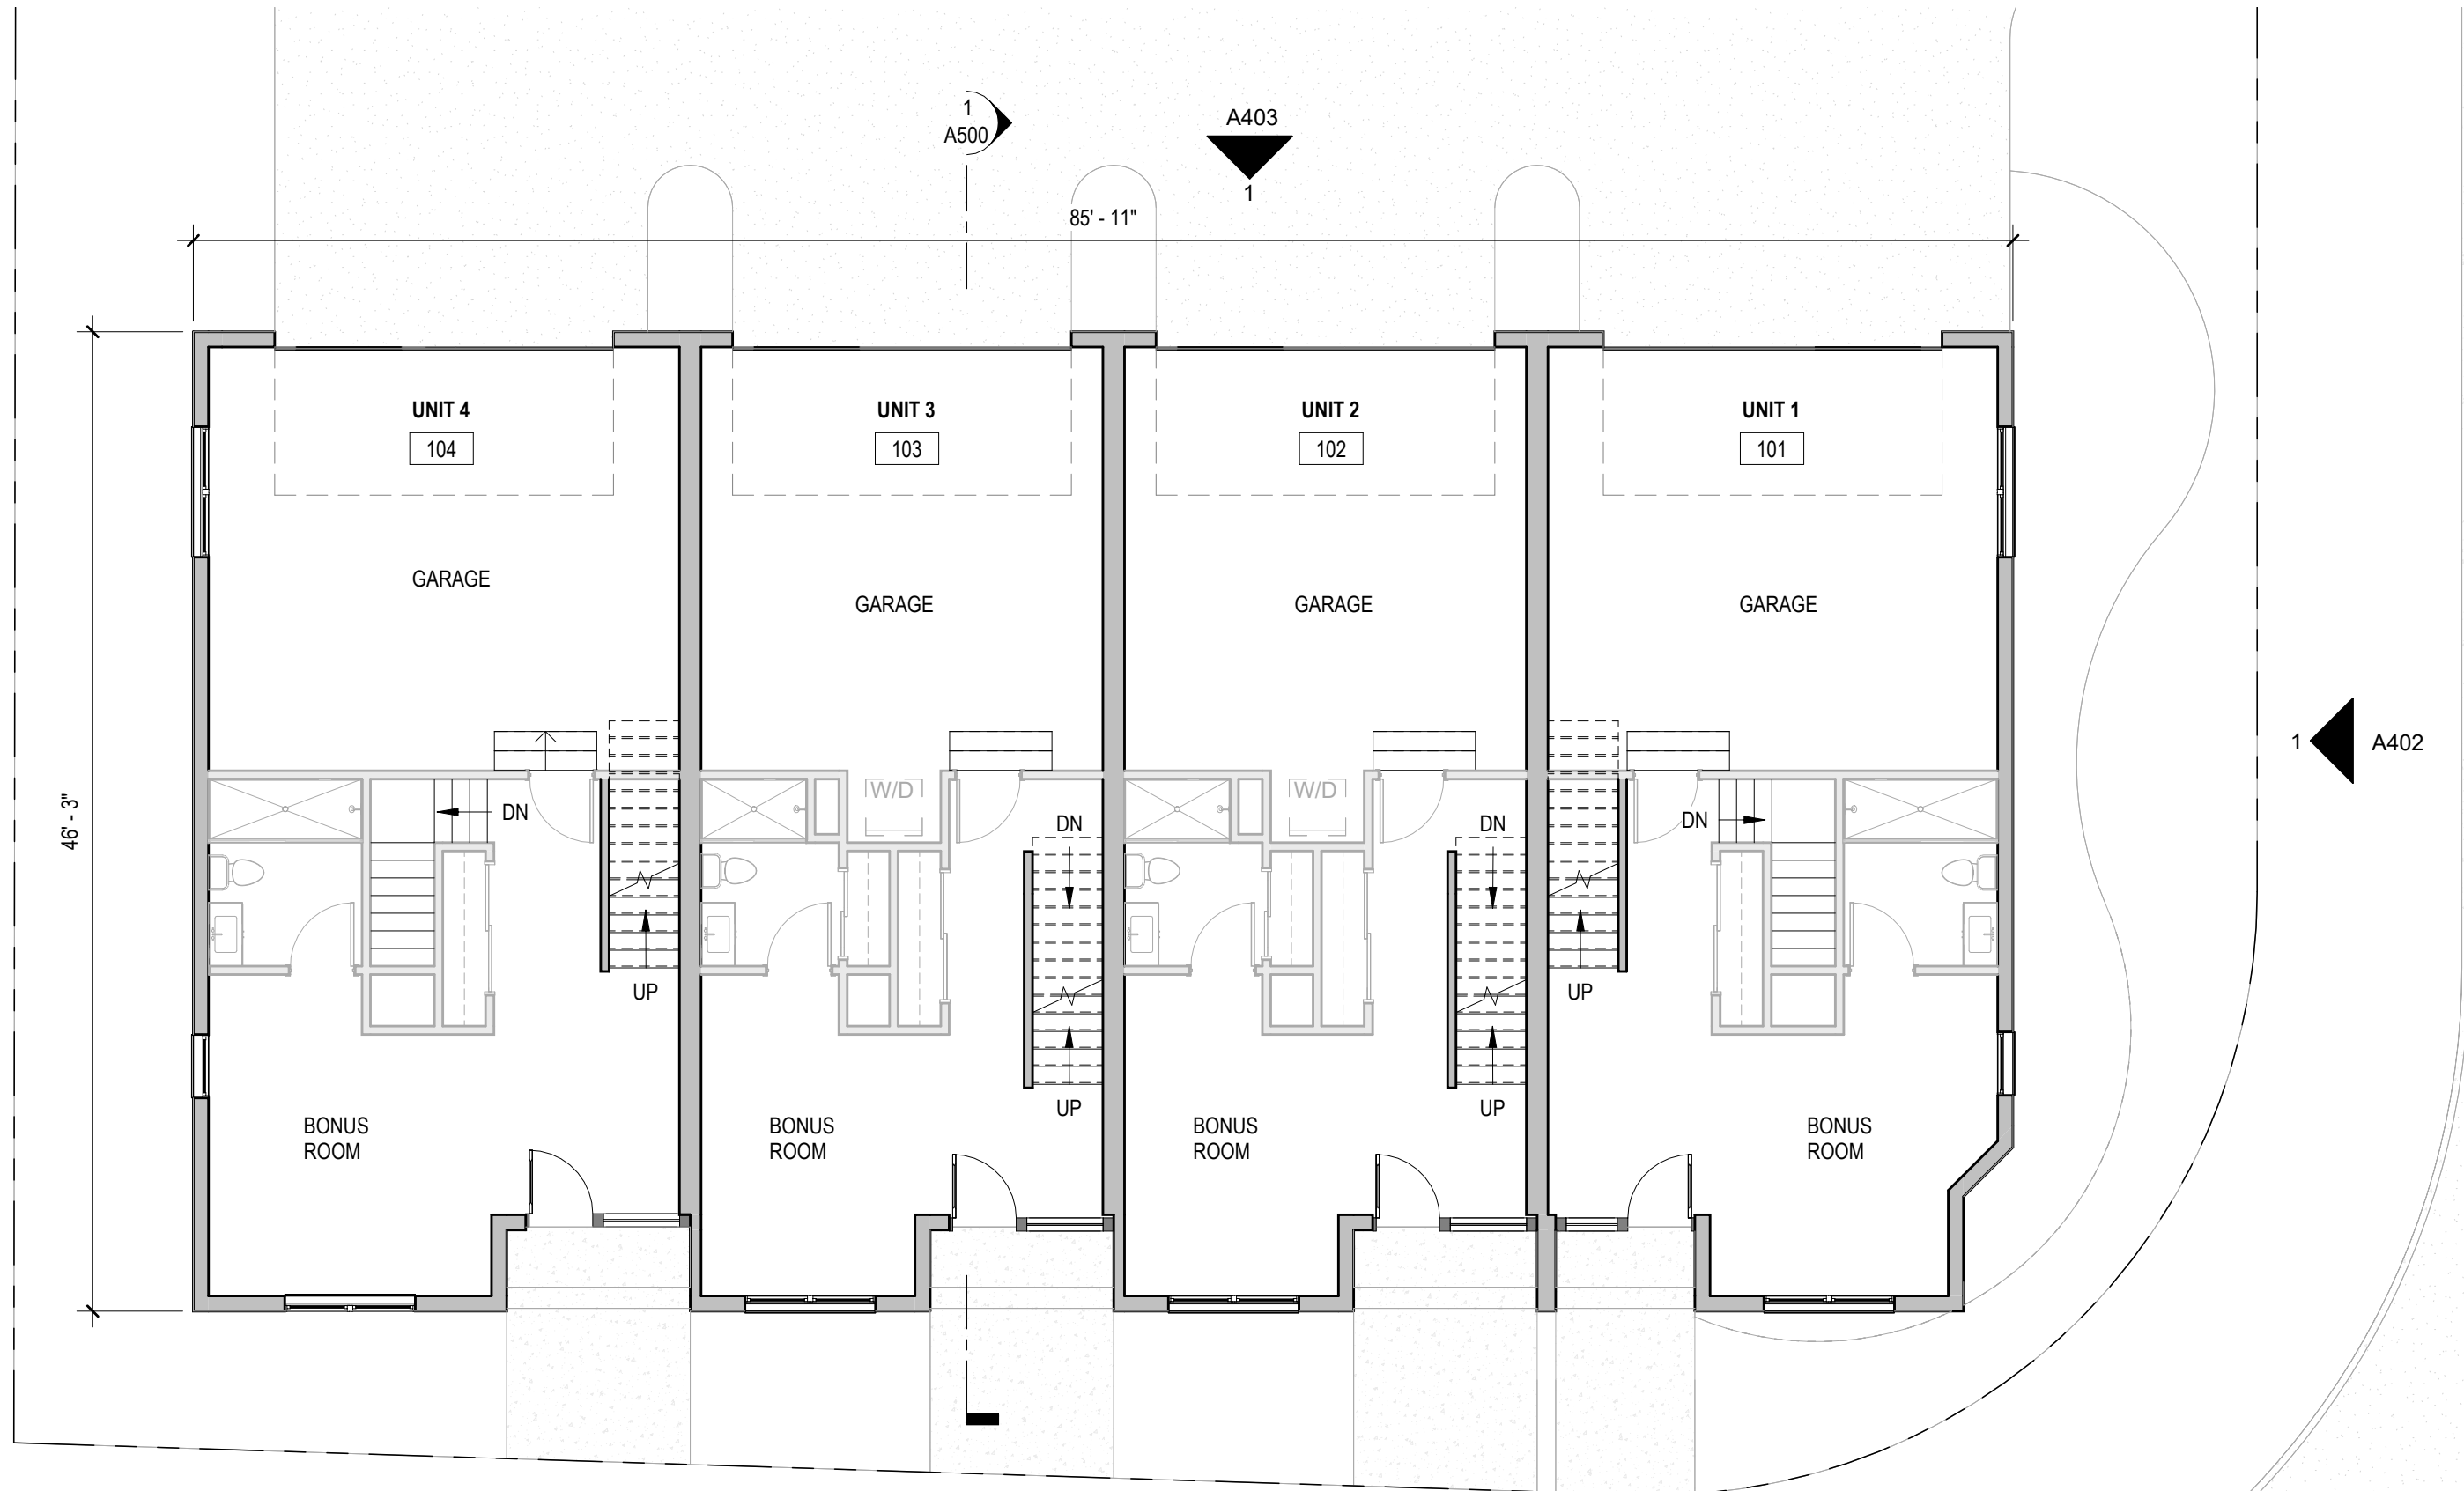 1
A500
A403
1
85' - 11"
UNIT 4
104
UNIT 3
103
UNIT 2
102
UNIT 1
101
GARAGE
GARAGE
GARAGE
GARAGE
1
A402
46' - 3"
DN
W/D
DN
W/D
DN
DN
UP
UP
UP
UP
BONUS
ROOM
BONUS
ROOM
BONUS
ROOM
BONUS
ROOM